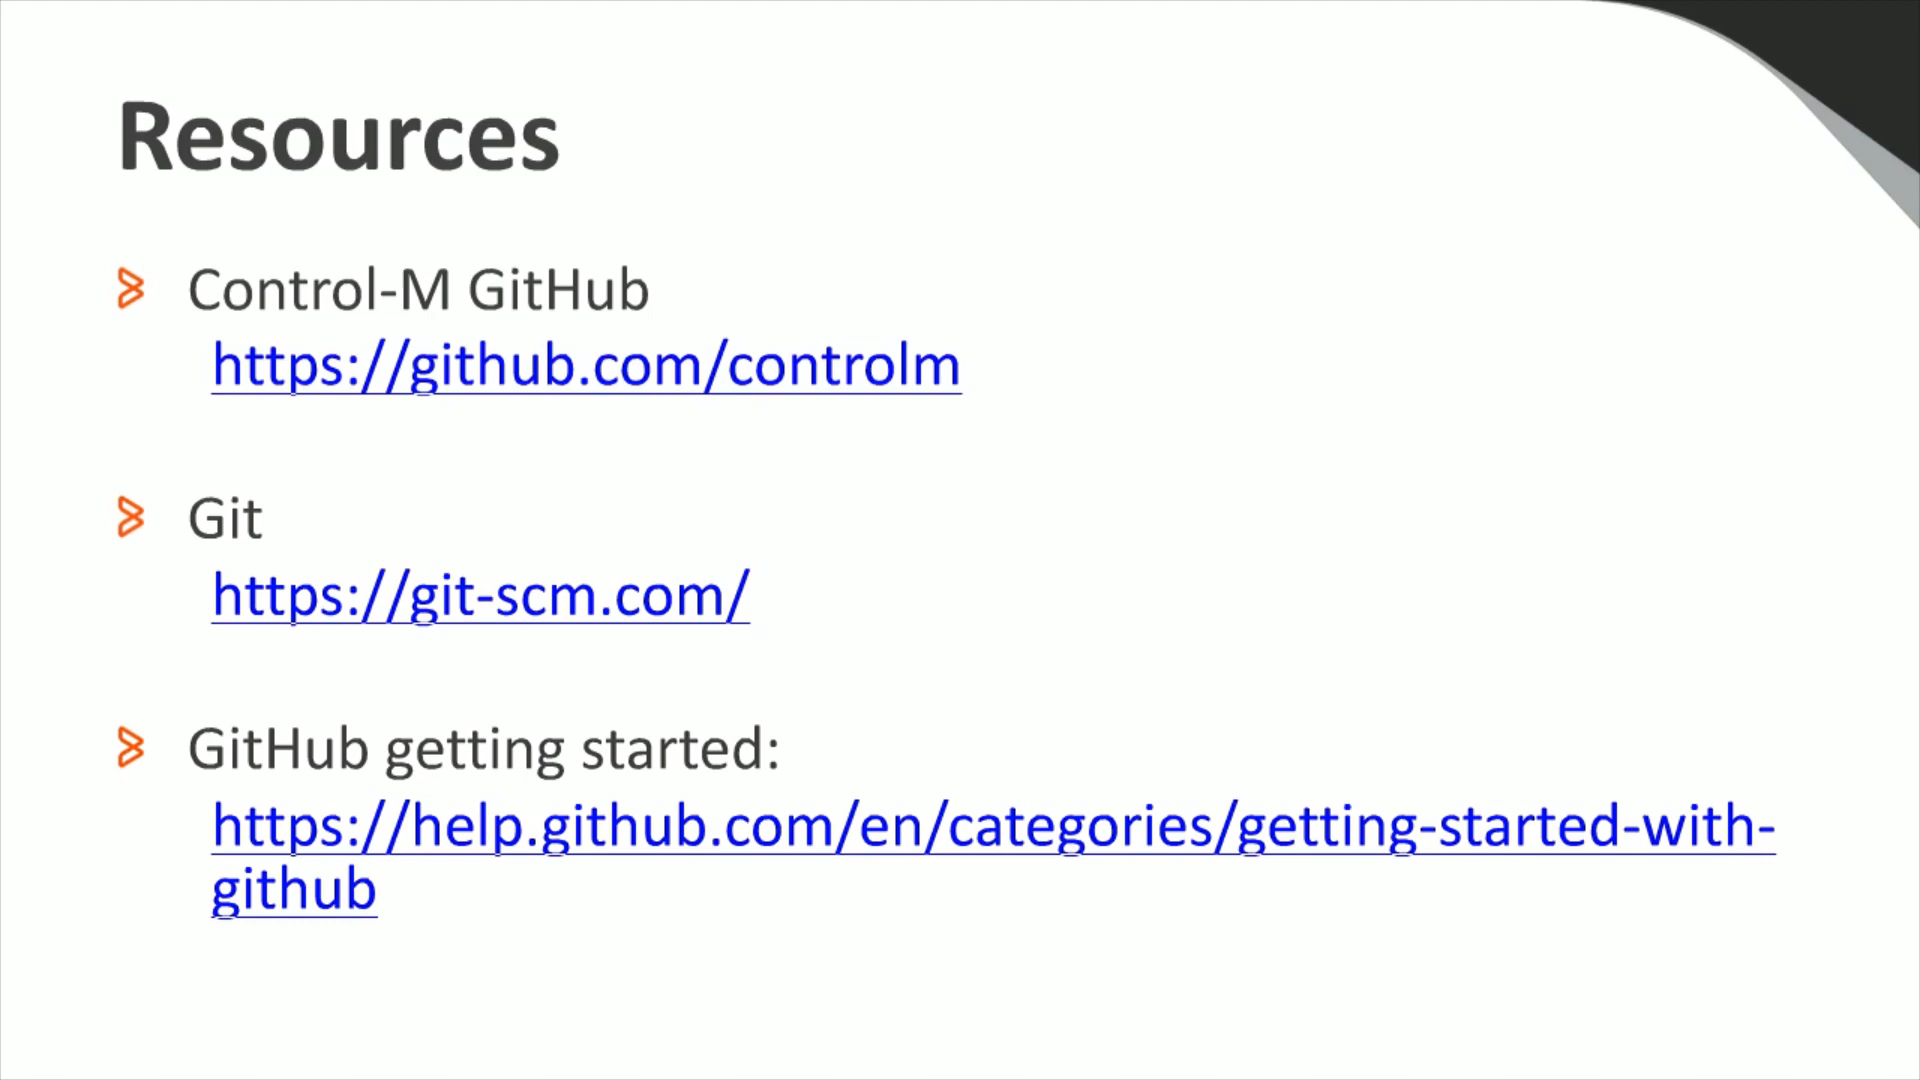 Resources
Control-M GitHub
https://github.com/controlm
Git
https://git-scm.com/
GitHub getting started:
https://help.github.com/en/categories/getting-started-with-
github